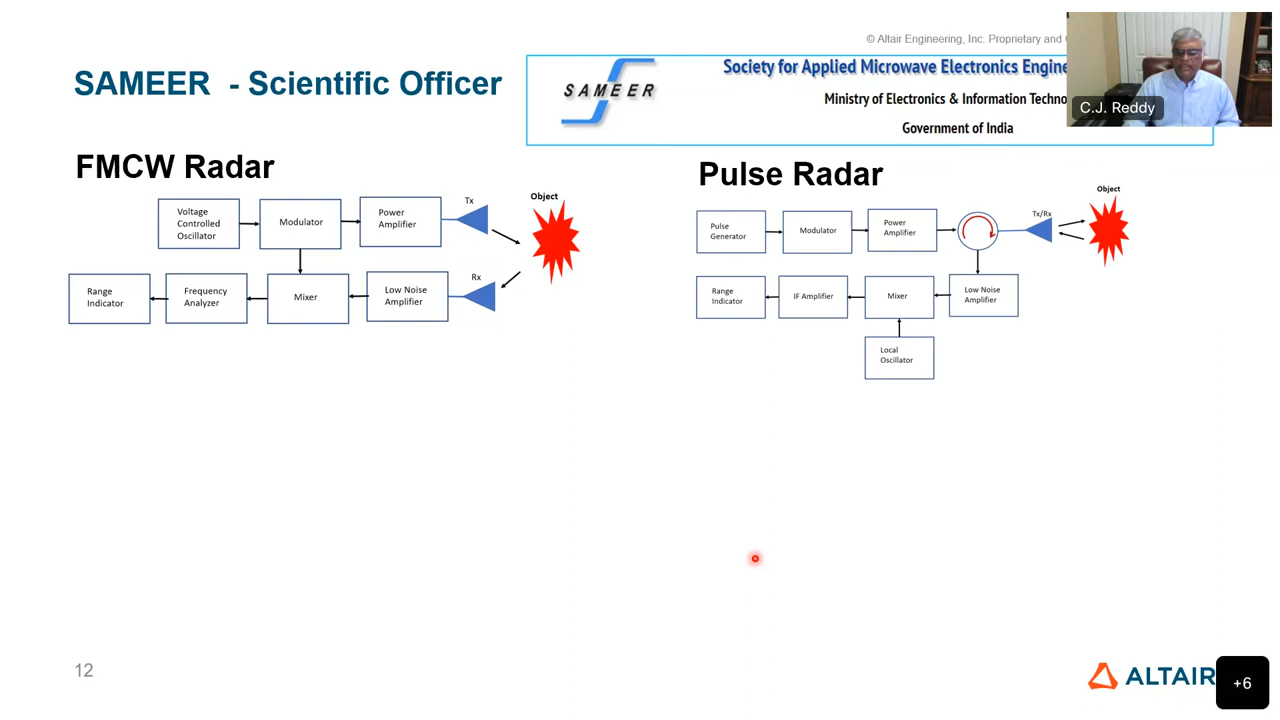 © Altair Engineering, Inc. Proprietary and
SAMEER - Scientific Officer
SAMEER
Society for Applied Microwave Electronics
Ministry of Electronics & Information
Government of India
C.J. Reddy
FMCW Radar
Voltage
Controlled
Oscillator
Modulator
Power
Amplifier
Tx
Object
Range
Indicator
Frequency
Analyzer
Mixer
Low Noise
Amplifier
Rx
Pulse Radar
Pulse
Generator
Modulator
Power
Amplifier
Tx/Rx
Object
Range
Indicator
IF Amplifier
Mixer
Low Noise
Amplifier
Local
Oscillator
12
ALTAIR
+6